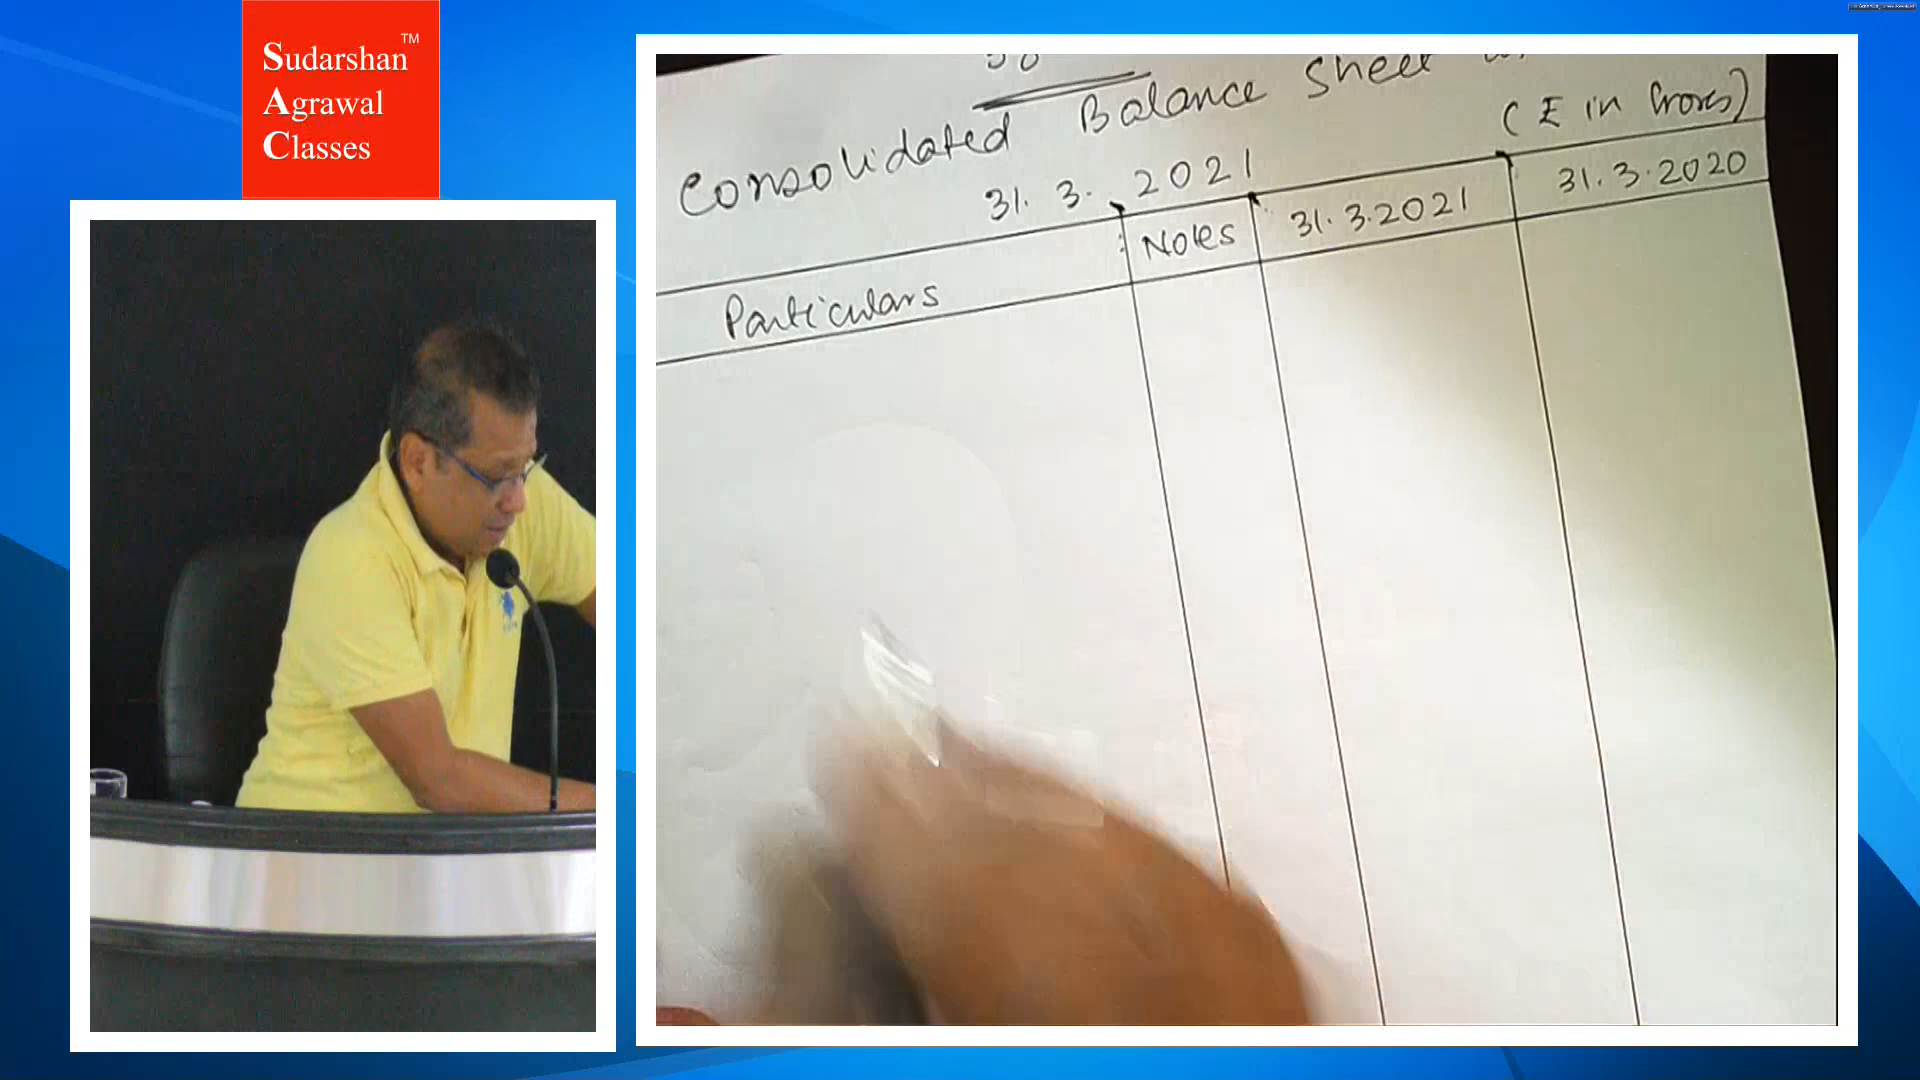 Sudarshan™
Agrawal
Classes
Consolidated Balance Sheet
31. 3. 2021
(₹ in Crores)
Particulars
Notes
31.3.2021
31.3.2020